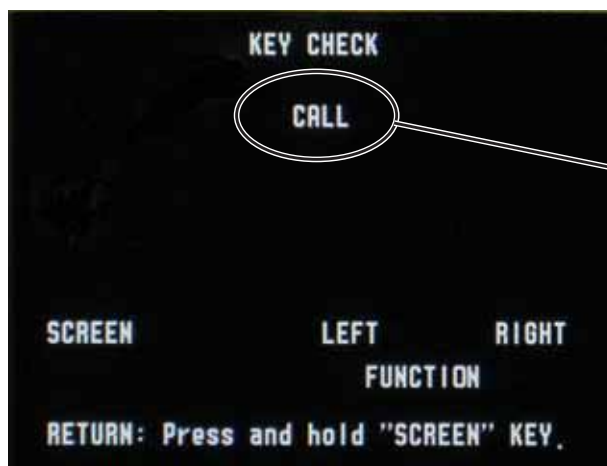 KEY CHECK
CALL
SCREEN LEFT RIGHT
FUNCTION
RETURN: Press and hold "SCREEN" KEY.